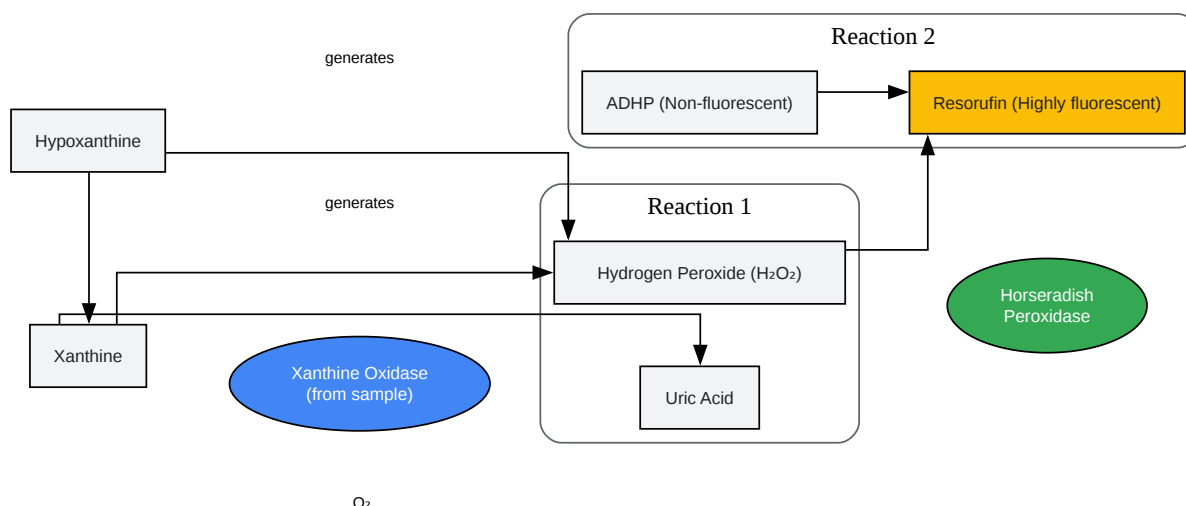 Reaction 2
generates
ADHP (Non-fluorescent)
Resorufin (Highly fluorescent)
Hypoxanthine
generates
Reaction 1
Hydrogen Peroxide (H₂O₂)
Horseradish
Peroxidase
Xanthine
Xanthine Oxidase
(from sample)
Uric Acid
O₂